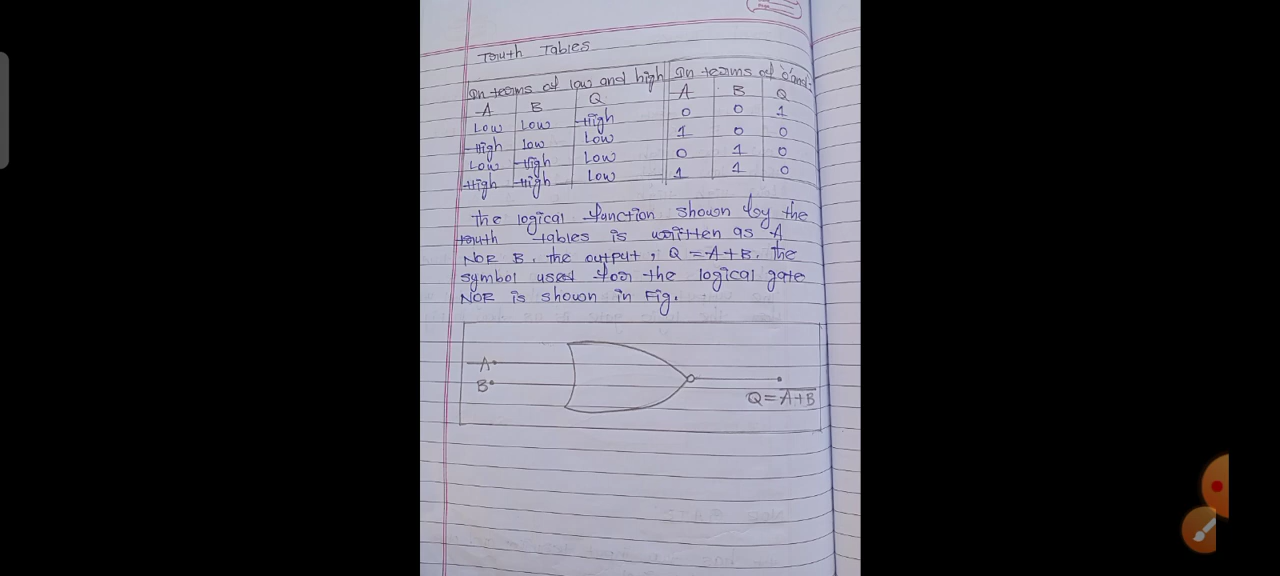 Truth Tables
In terms of low and high In terms of '0' and
A B Q A B Q
Low Low High 0 0 1
High Low Low 1 0 0
Low High Low 0 1 0
High High Low 1 1 0
The logical function shown by the
truth tables is written as A
NOR B. The output, Q = A+B. The
symbol used for the logical gate
NOR is shown in Fig.
A
B
Q = \overline{A+B}